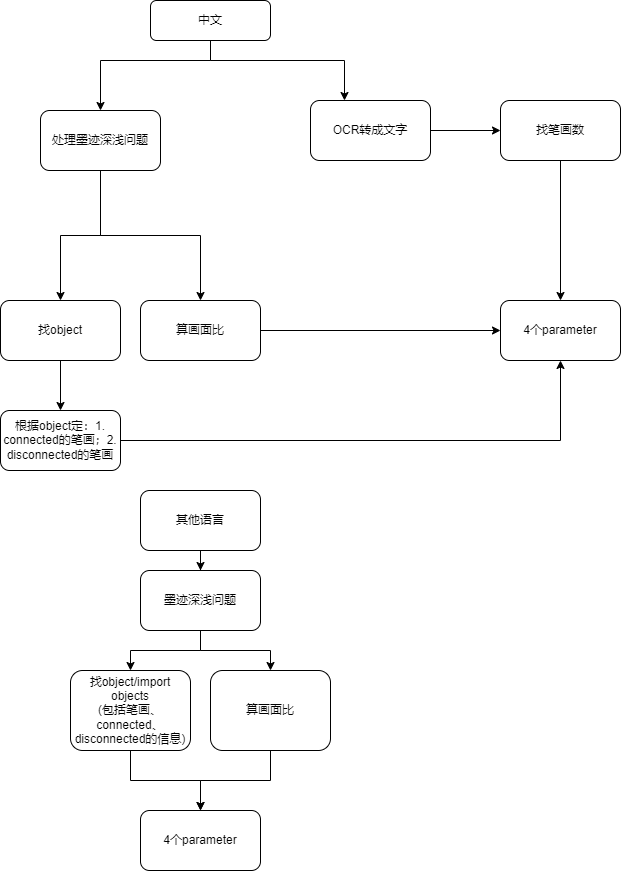 中文
处理墨迹深浅问题
OCR转成文字
找笔画数
找object
算画面比
4个parameter
根据object定：1.
connected的笔画；2.
disconnected的笔画
其他语言
墨迹深浅问题
找object/import
objects
(包括笔画、
connected、
disconnected的信息)
算画面比
4个parameter